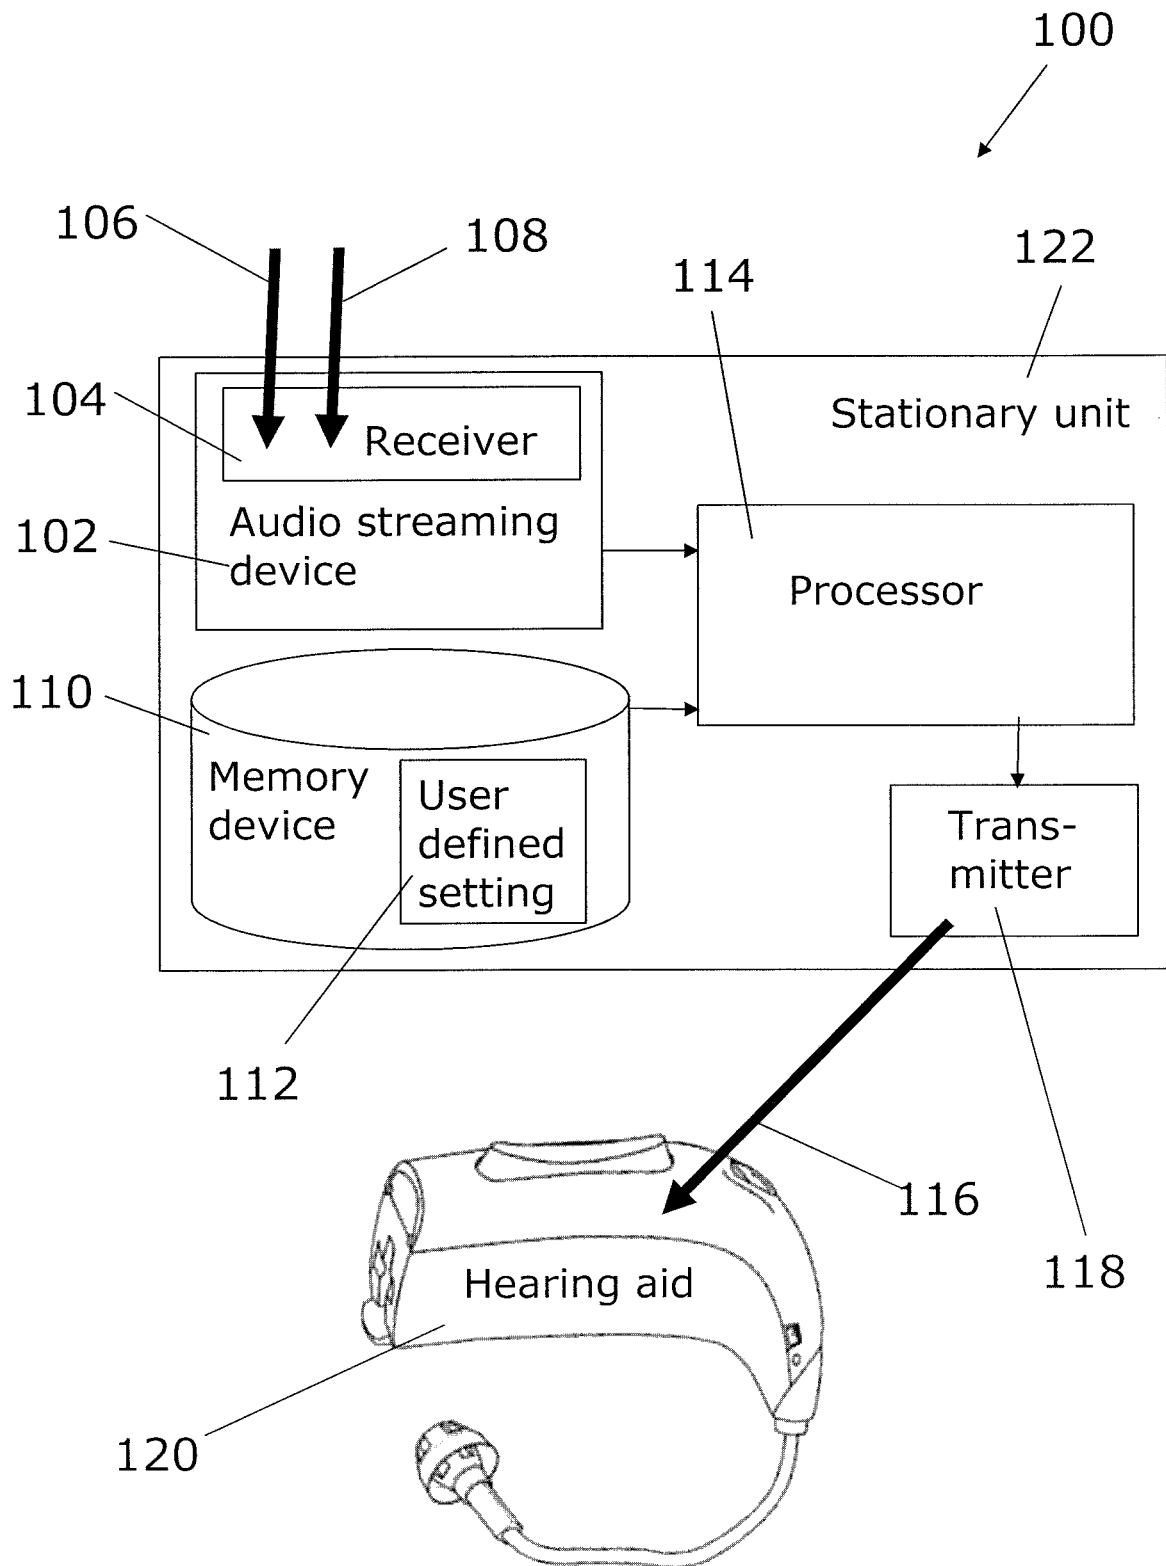 100
106
108
122
114
104
Receiver
Stationary unit
Audio streaming
device
102
Processor
110
Memory
device
User
defined
setting
Trans-
mitter
112
116
118
Hearing aid
120